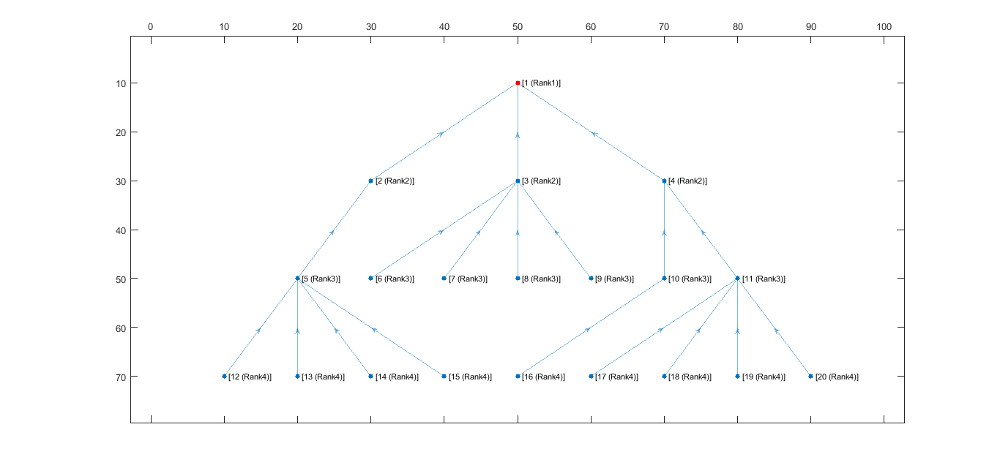 0 10 20 30 40 50 60 70 80 90 100
10 [1 (Rank1)]
20
30 [2 (Rank2)] [3 (Rank2)] [4 (Rank2)]
40
50 [5 (Rank3)] [6 (Rank3)] [7 (Rank3)] [8 (Rank3)] [9 (Rank3)] [10 (Rank3)] [11 (Rank3)]
60
70 [12 (Rank4)] [13 (Rank4)] [14 (Rank4)] [15 (Rank4)] [16 (Rank4)] [17 (Rank4)] [18 (Rank4)] [19 (Rank4)] [20 (Rank4)]